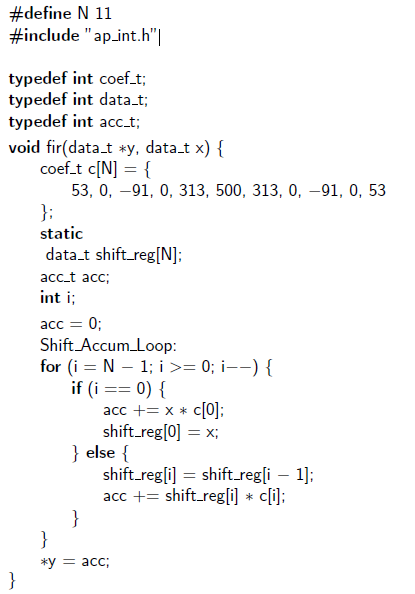 #define N 11
#include "ap_int.h"|
typedef int coef_t;
typedef int data_t;
typedef int acc_t;
void fir(data_t *y, data_t x) {
coef_t c[N] = {
53, 0, −91, 0, 313, 500, 313, 0, −91, 0, 53
};
static
data_t shift_reg[N];
acc_t acc;
int i;
acc = 0;
Shift_Accum_Loop:
for (i = N − 1; i >= 0; i−−) {
if (i == 0) {
acc += x * c[0];
shift_reg[0] = x;
} else {
shift_reg[i] = shift_reg[i − 1];
acc += shift_reg[i] * c[i];
}
}
*y = acc;
}